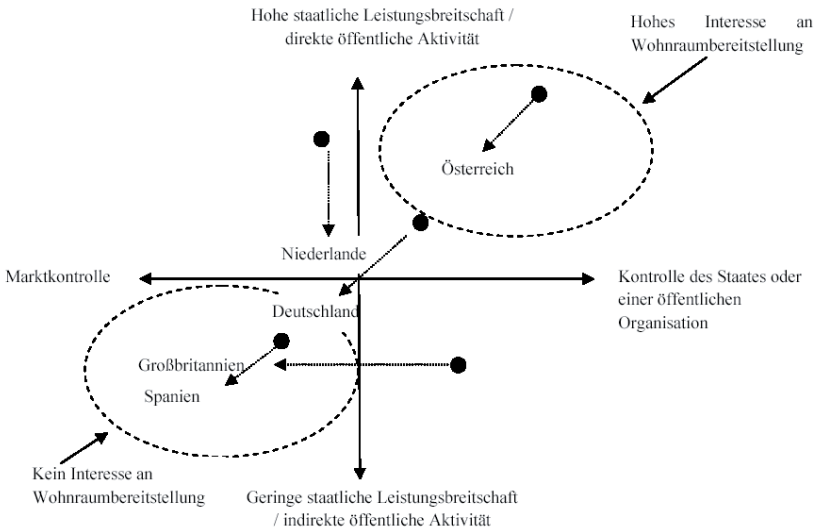 Hohe staatliche Leistungsbreitschaft /
direkte öffentliche Aktivität
Hohes Interesse an
Wohnraumbereitstellung
Österreich
Niederlande
Marktkontrolle
Kontrolle des Staates oder
einer öffentlichen
Organisation
Deutschland
Großbritannien
Spanien
Kein Interesse an
Wohnraumbereitstellung
Geringe staatliche Leistungsbreitschaft
/ indirekte öffentliche Aktivität